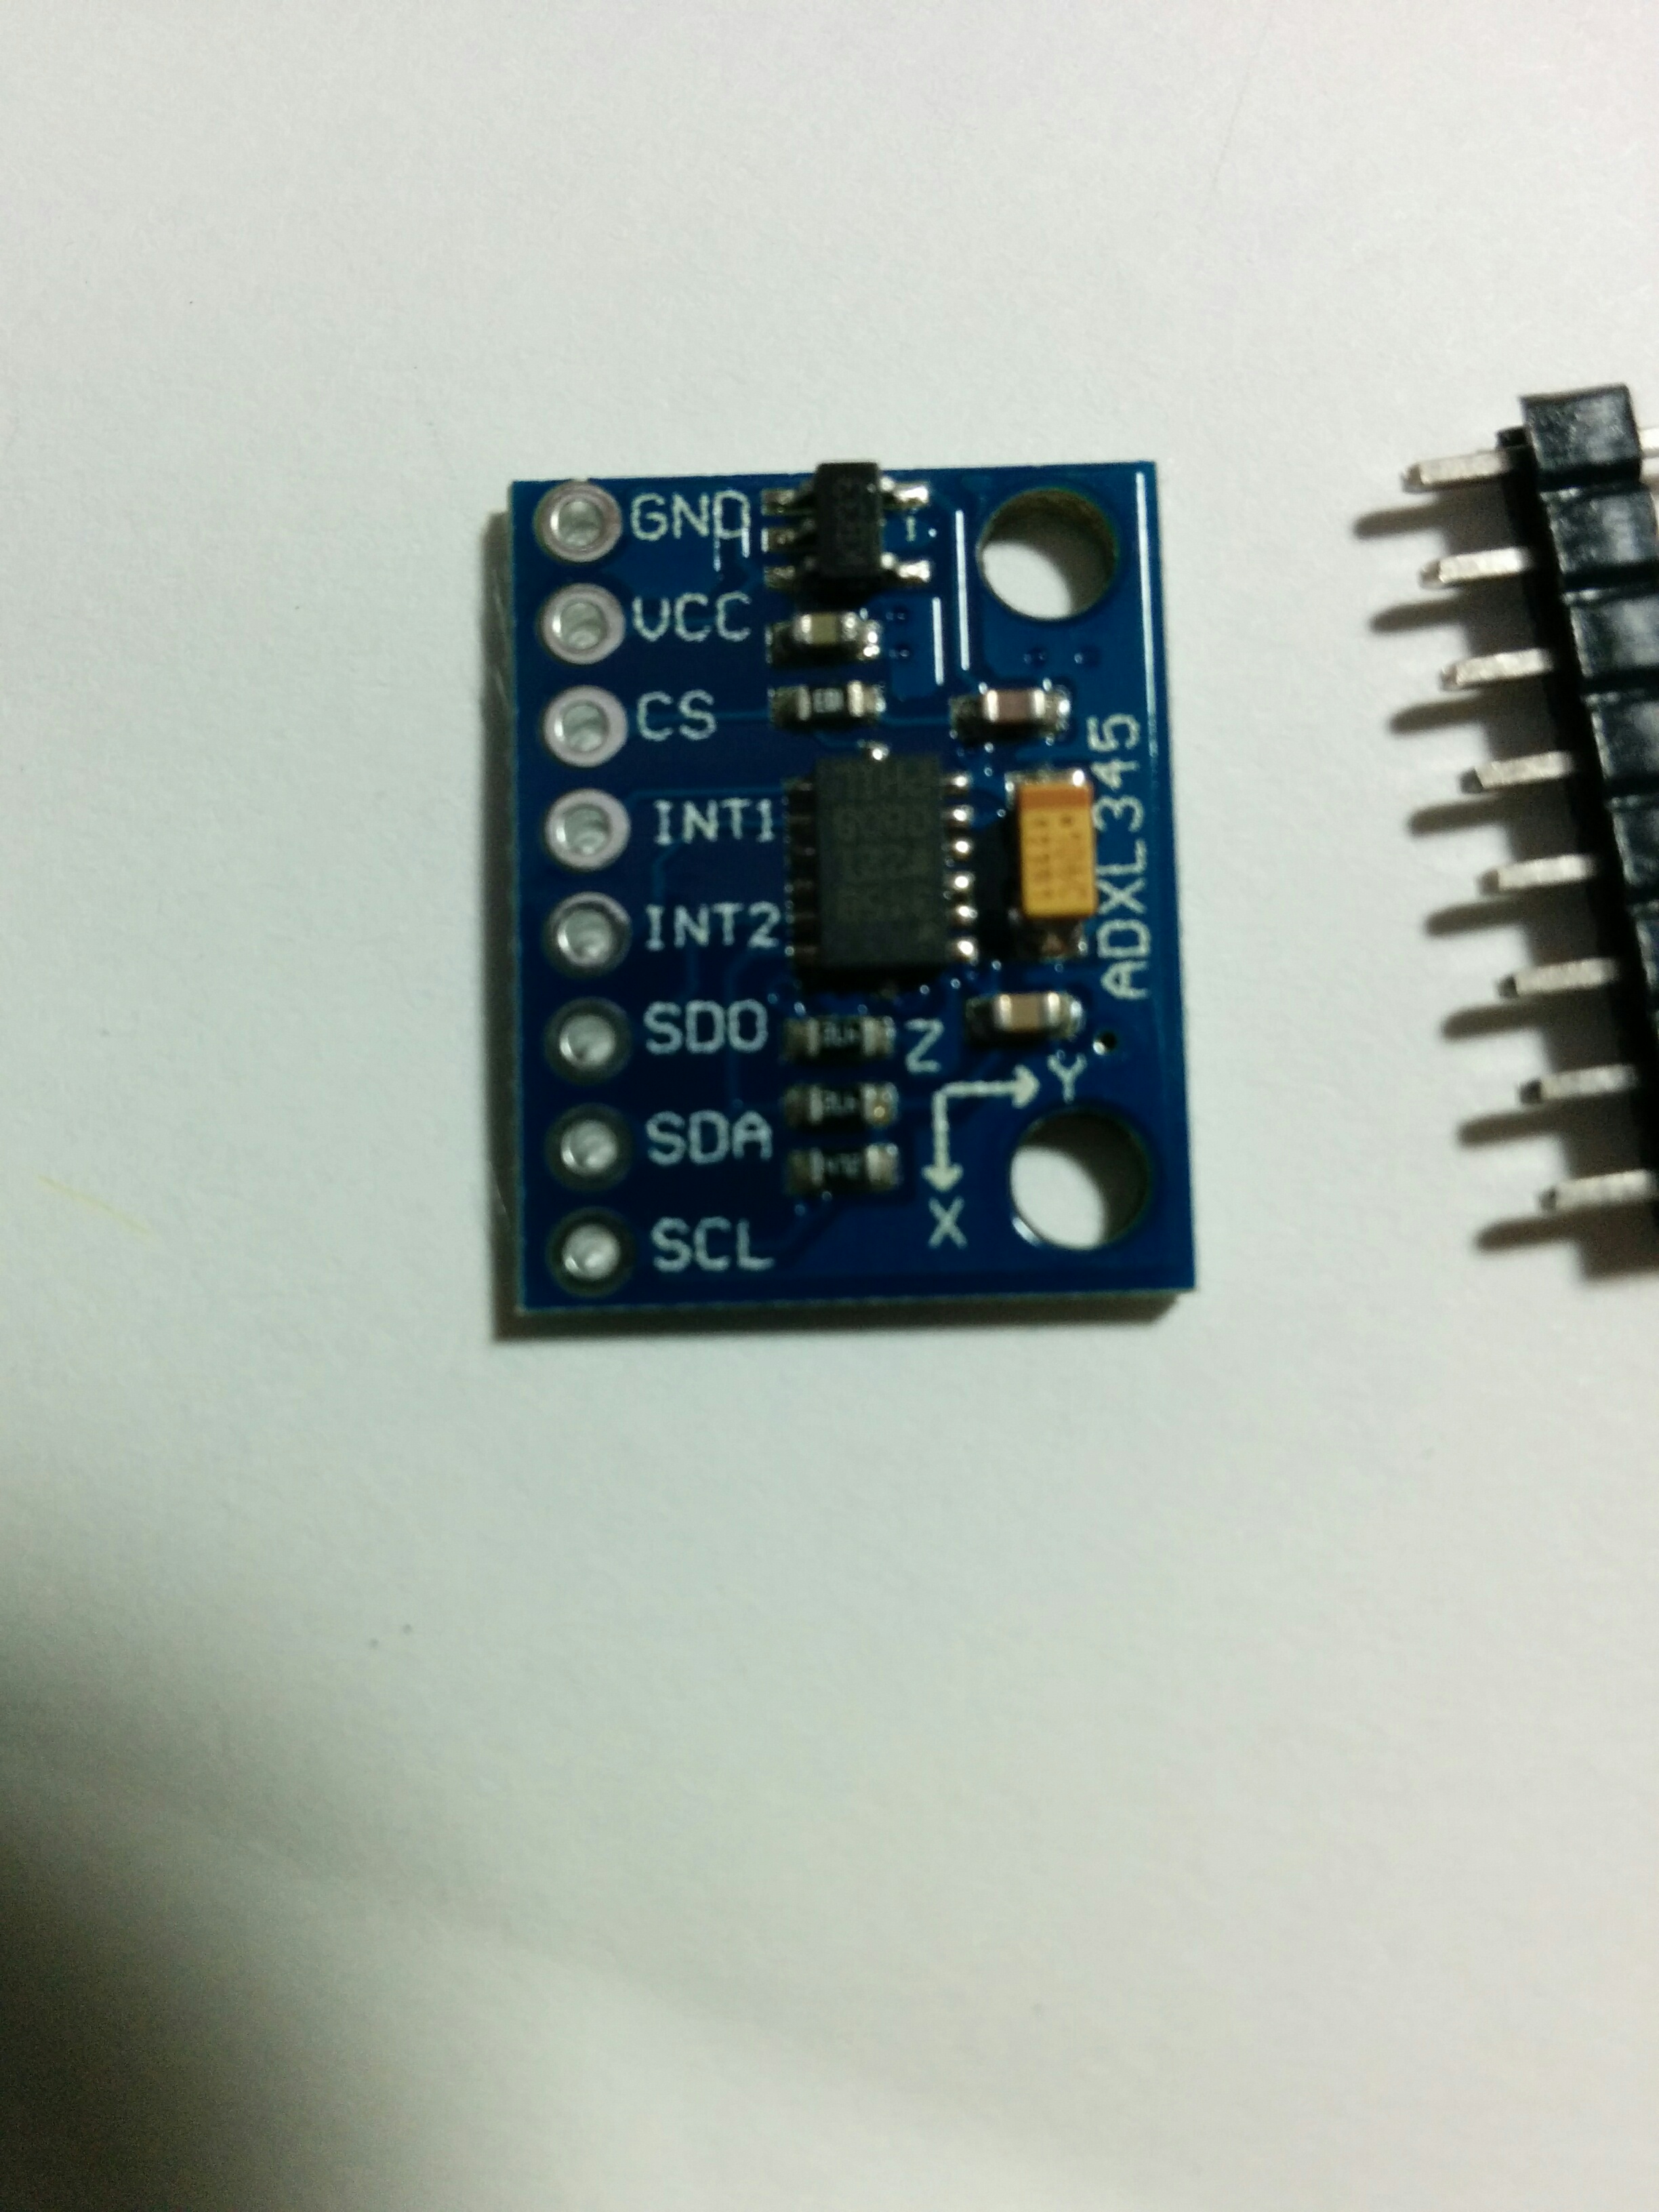 GND
VCC
CS
INT1
INT2
SDO
SDA
SCL
ADXL345
Z
Y
X